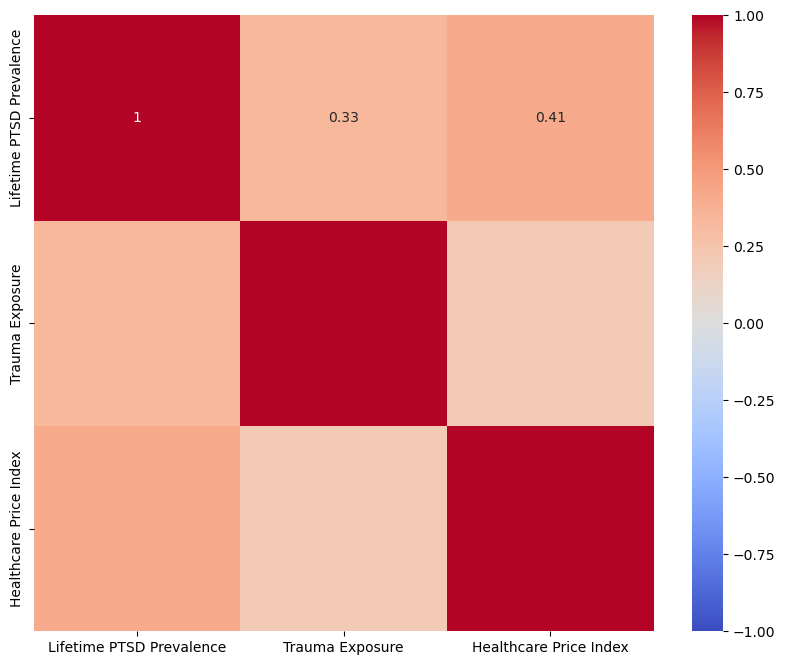 Lifetime PTSD Prevalence
Trauma Exposure
Healthcare Price Index
1
0.33
0.41
Lifetime PTSD Prevalence
Trauma Exposure
Healthcare Price Index
1.00
0.75
0.50
0.25
0.00
−0.25
−0.50
−0.75
−1.00